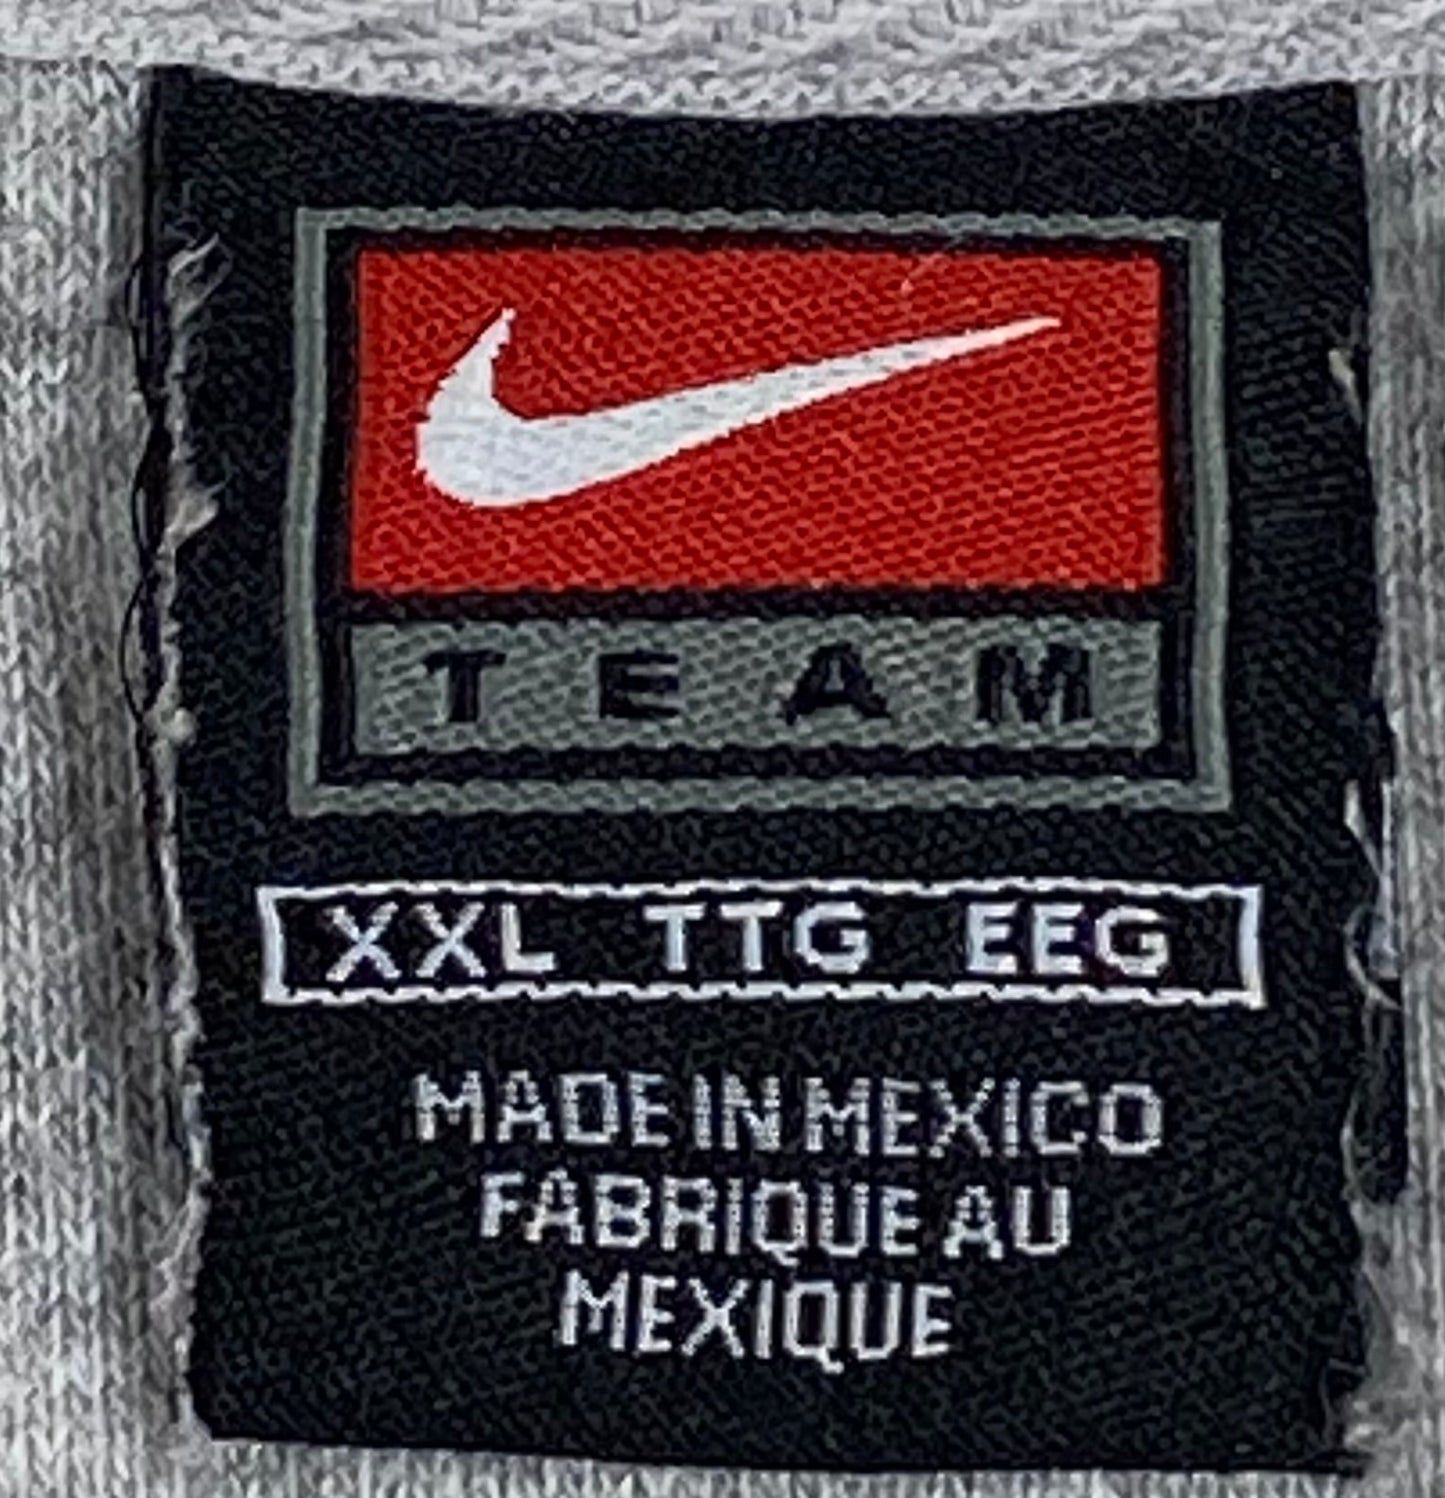 TEAM
XXL TTG EEG
MADE IN MEXICO
FABRIQUE AU
MEXIQUE